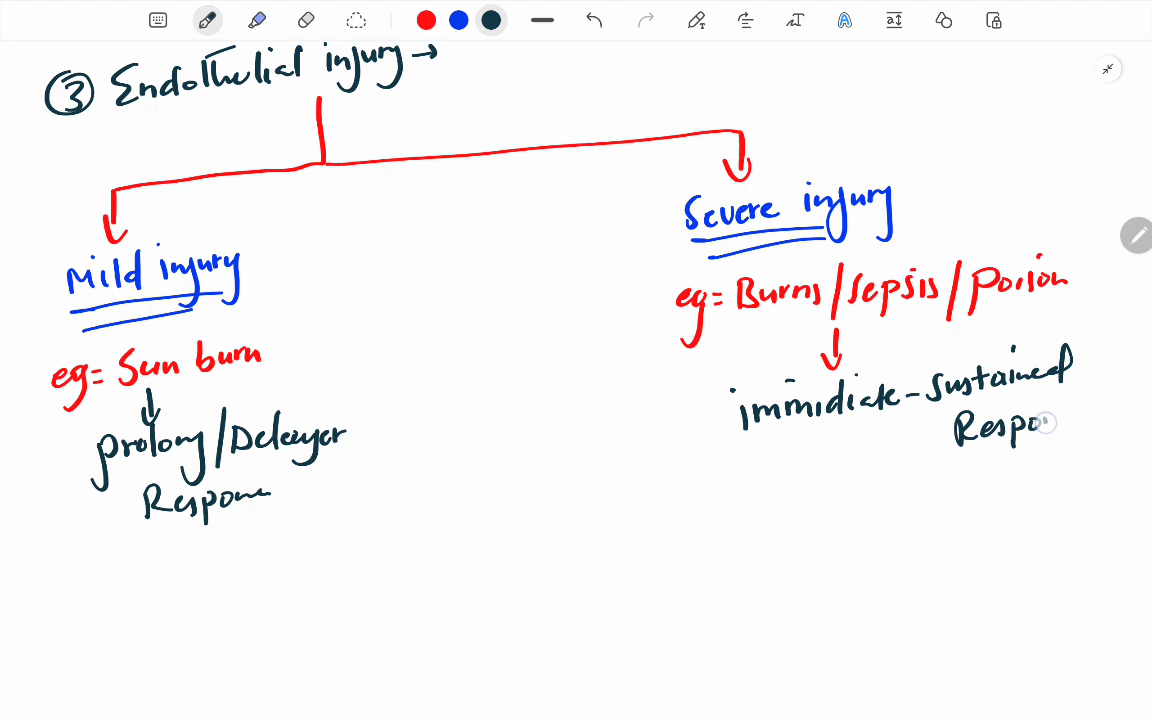 ③ Endothelial injury →
Severe injury
Mild injury
eg= Burns/Sepsis/Poison
eg= Sun burn
immidiate-sustained
Respo
prolong/Delayer
Respone